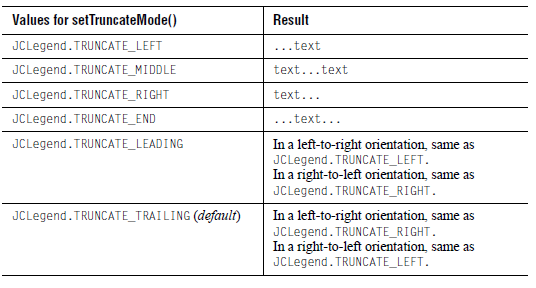 Values for setTruncateMode() Result
JCLegend.TRUNCATE_LEFT ...text
JCLegend.TRUNCATE_MIDDLE text...text
JCLegend.TRUNCATE_RIGHT text...
JCLegend.TRUNCATE_END ...text...
JCLegend.TRUNCATE_LEADING In a left-to-right orientation, same as
JCLegend.TRUNCATE_LEFT.
In a right-to-left orientation, same as
JCLegend.TRUNCATE_RIGHT.
JCLegend.TRUNCATE_TRAILING (default) In a left-to-right orientation, same as
JCLegend.TRUNCATE_RIGHT.
In a right-to-left orientation, same as
JCLegend.TRUNCATE_LEFT.